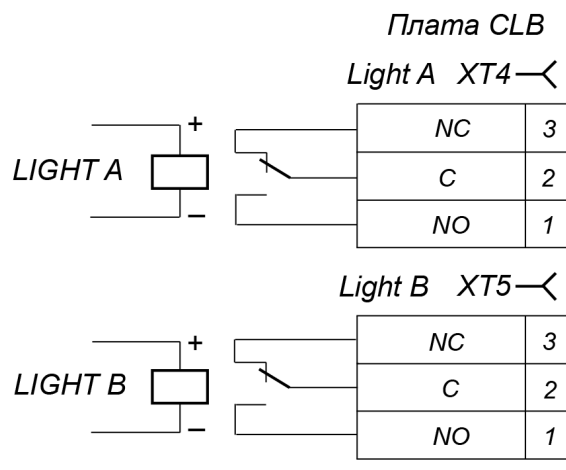 Плата CLB
Light A XT4
+
NC 3
LIGHT A
C 2
−
NO 1
Light B XT5
+
NC 3
LIGHT B
C 2
−
NO 1